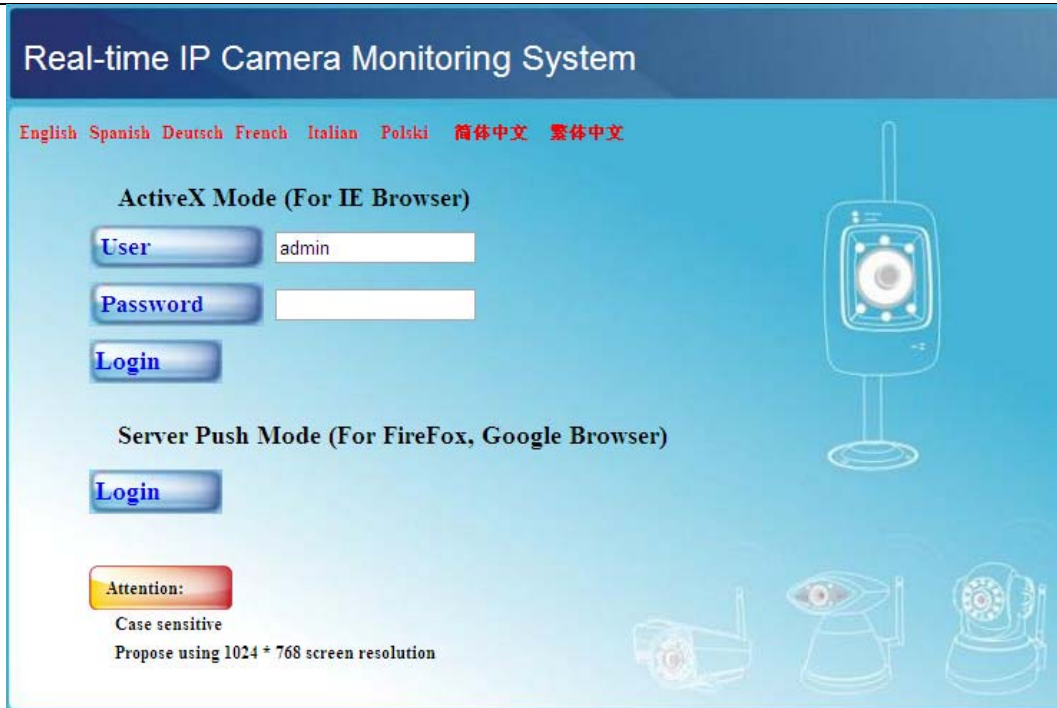 Real-time IP Camera Monitoring System
English Spanish Deutsch French Italian Polski 简体中文 繁体中文
ActiveX Mode (For IE Browser)
User admin
Password
Login
Server Push Mode (For FireFox, Google Browser)
Login
Attention:
Case sensitive
Propose using 1024 * 768 screen resolution